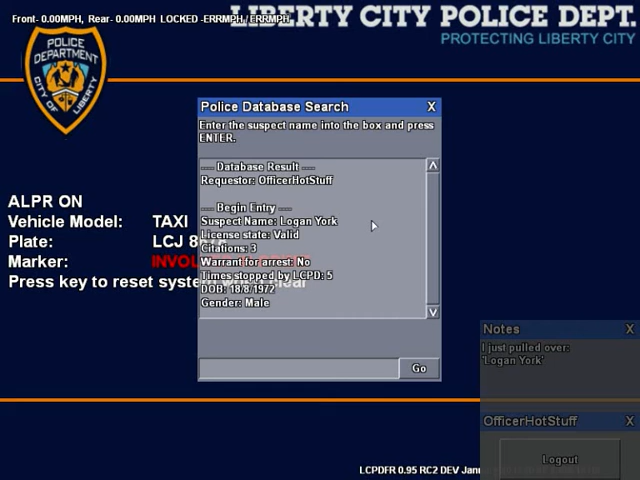 Front- 0.00MPH, Rear- 0.00MPH LOCKED -ERRMPH / ERRMPH
LIBERTY CITY POLICE DEPT.
PROTECTING LIBERTY CITY
POLICE
DEPARTMENT
CITY OF LIBERTY
Police Database Search X
Enter the suspect name into the box and press
ENTER.
---- Database Result ----
Requestor: OfficerHotStuff
---- Begin Entry ----
Suspect Name: Logan York
License state: Valid
Citations: 3
Warrant for arrest: No
Times stopped by LCPD: 5
DOB: 18/8/1972
Gender: Male
Go
ALPR ON
Vehicle Model: TAXI
Plate: LCJ
Marker:
Press key to reset system when clear
Notes X
I just pulled over:
'Logan York'
OfficerHotStuff X
Logout
LCPDFR 0.95 RC2 DEV